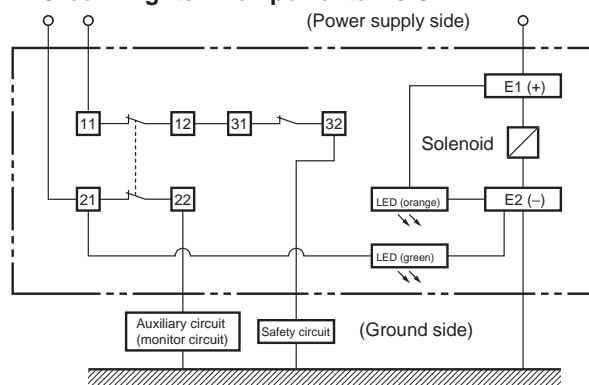 (Power supply side)
E1 (+)
11
12
31
32
Solenoid
21
22
LED (orange)
E2 (−)
LED (green)
Auxiliary circuit
(monitor circuit)
Safety circuit
(Ground side)